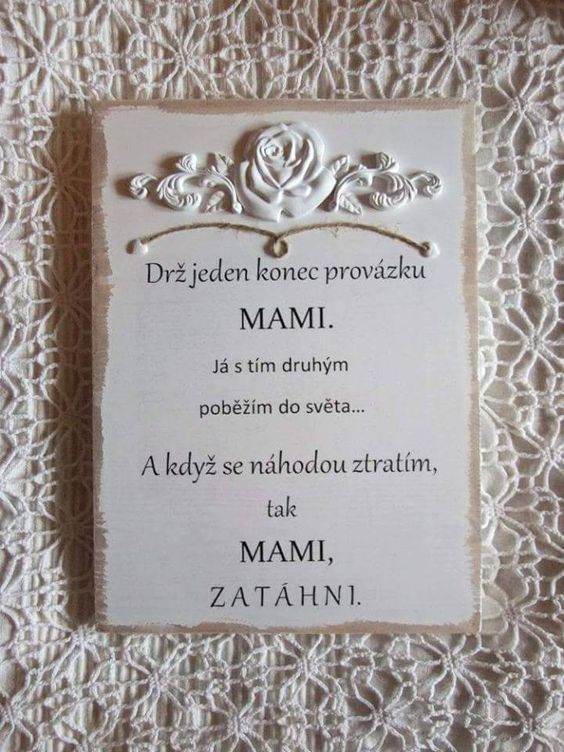 Drž jeden konec provázku
MAMI.
Já s tím druhým
poběžím do světa...
A když se náhodou ztratím,
tak
MAMI,
ZATÁHNI.